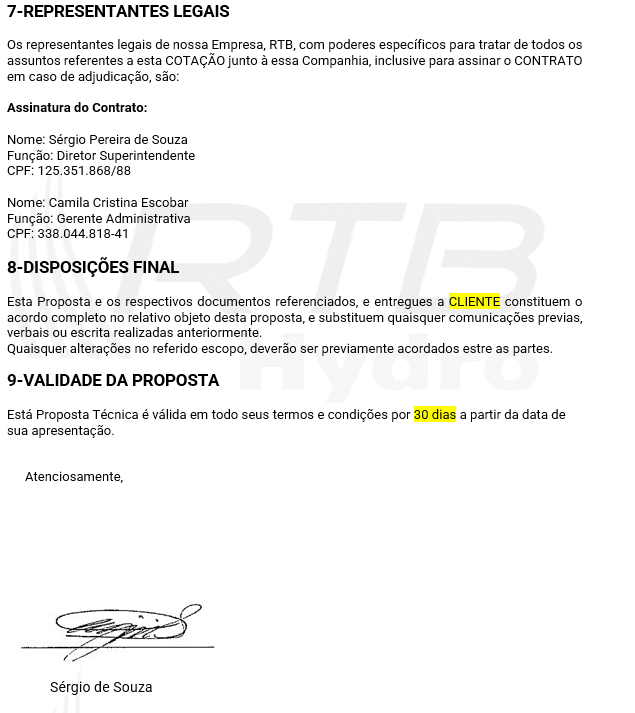 7-REPRESENTANTES LEGAIS
Os representantes legais de nossa Empresa, RTB, com poderes específicos para tratar de todos os
assuntos referentes a esta COTAÇÃO junto à essa Companhia, inclusive para assinar o CONTRATO
em caso de adjudicação, são:
Assinatura do Contrato:
Nome: Sérgio Pereira de Souza
Função: Diretor Superintendente
CPF: 125.351.868/88
Nome: Camila Cristina Escobar
Função: Gerente Administrativa
CPF: 338.044.818-41
RTB
Hydro
8-DISPOSIÇÕES FINAL
Esta Proposta e os respectivos documentos referenciados, e entregues a CLIENTE constituem o
acordo completo no relativo objeto desta proposta, e substituem quaisquer comunicações previas,
verbais ou escrita realizadas anteriormente.
Quaisquer alterações no referido escopo, deverão ser previamente acordados estre as partes.
9-VALIDADE DA PROPOSTA
Está Proposta Técnica é válida em todo seus termos e condições por 30 dias a partir da data de
sua apresentação.
Atenciosamente,
Sérgio de Souza